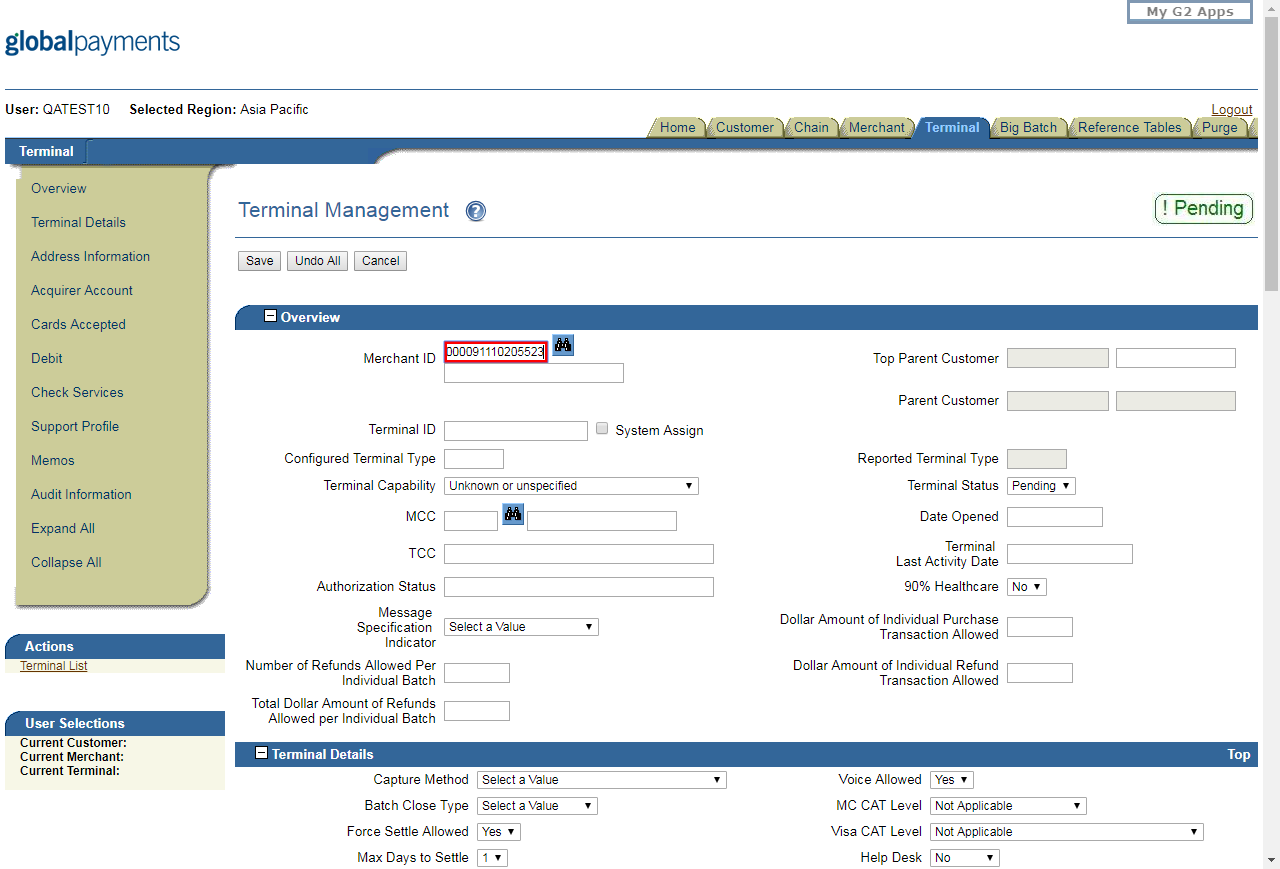 My G2 Apps
globalpayments
User: QATEST10 Selected Region: Asia Pacific
Logout
Home Customer Chain Merchant Terminal Big Batch Reference Tables Purge
Terminal
Overview
Terminal Details
Address Information
Acquirer Account
Cards Accepted
Debit
Check Services
Support Profile
Memos
Audit Information
Expand All
Collapse All
Actions
Terminal List
User Selections
Current Customer:
Current Merchant:
Current Terminal:
Terminal Management ?
! Pending
Save Undo All Cancel
Overview
Merchant ID 000091110205523
Top Parent Customer
Parent Customer
Terminal ID System Assign
Configured Terminal Type
Reported Terminal Type
Terminal Capability Unknown or unspecified
Terminal Status Pending
MCC
Date Opened
TCC
Terminal
Last Activity Date
Authorization Status
90% Healthcare No
Message
Specification
Indicator
Select a Value
Dollar Amount of Individual Purchase
Transaction Allowed
Number of Refunds Allowed Per
Individual Batch
Dollar Amount of Individual Refund
Transaction Allowed
Total Dollar Amount of Refunds
Allowed per Individual Batch
Terminal Details Top
Capture Method Select a Value
Voice Allowed Yes
Batch Close Type Select a Value
MC CAT Level Not Applicable
Force Settle Allowed Yes
Visa CAT Level Not Applicable
Max Days to Settle 1
Help Desk No